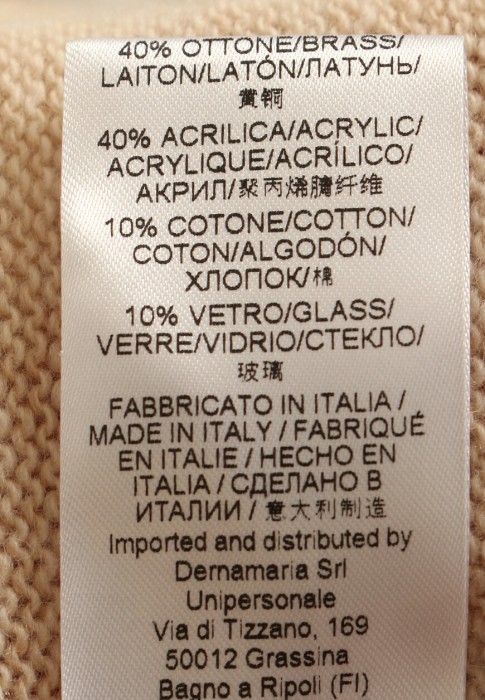 40% OTTONE/BRASS/
LAITON/LATÓN/ЛАТУНЬ/
黄铜
40% ACRILICA/ACRYLIC/
ACRYLIQUE/ACRÍLICO/
АКРИЛ/聚丙烯腈纤维
10% COTONE/COTTON/
COTON/ALGODÓN/
ХЛОПОК/棉
10% VETRO/GLASS/
VERRE/VIDRIO/СТЕКЛО/
玻璃
FABBRICATO IN ITALIA /
MADE IN ITALY / FABRIQUÉ
EN ITALIE / HECHO EN
ITALIA / СДЕЛАНО В
ИТАЛИИ / 意大利制造
Imported and distributed by
Dernamaria Srl
Unipersonale
Via di Tizzano, 169
50012 Grassina
Bagno a Ripoli (FI)